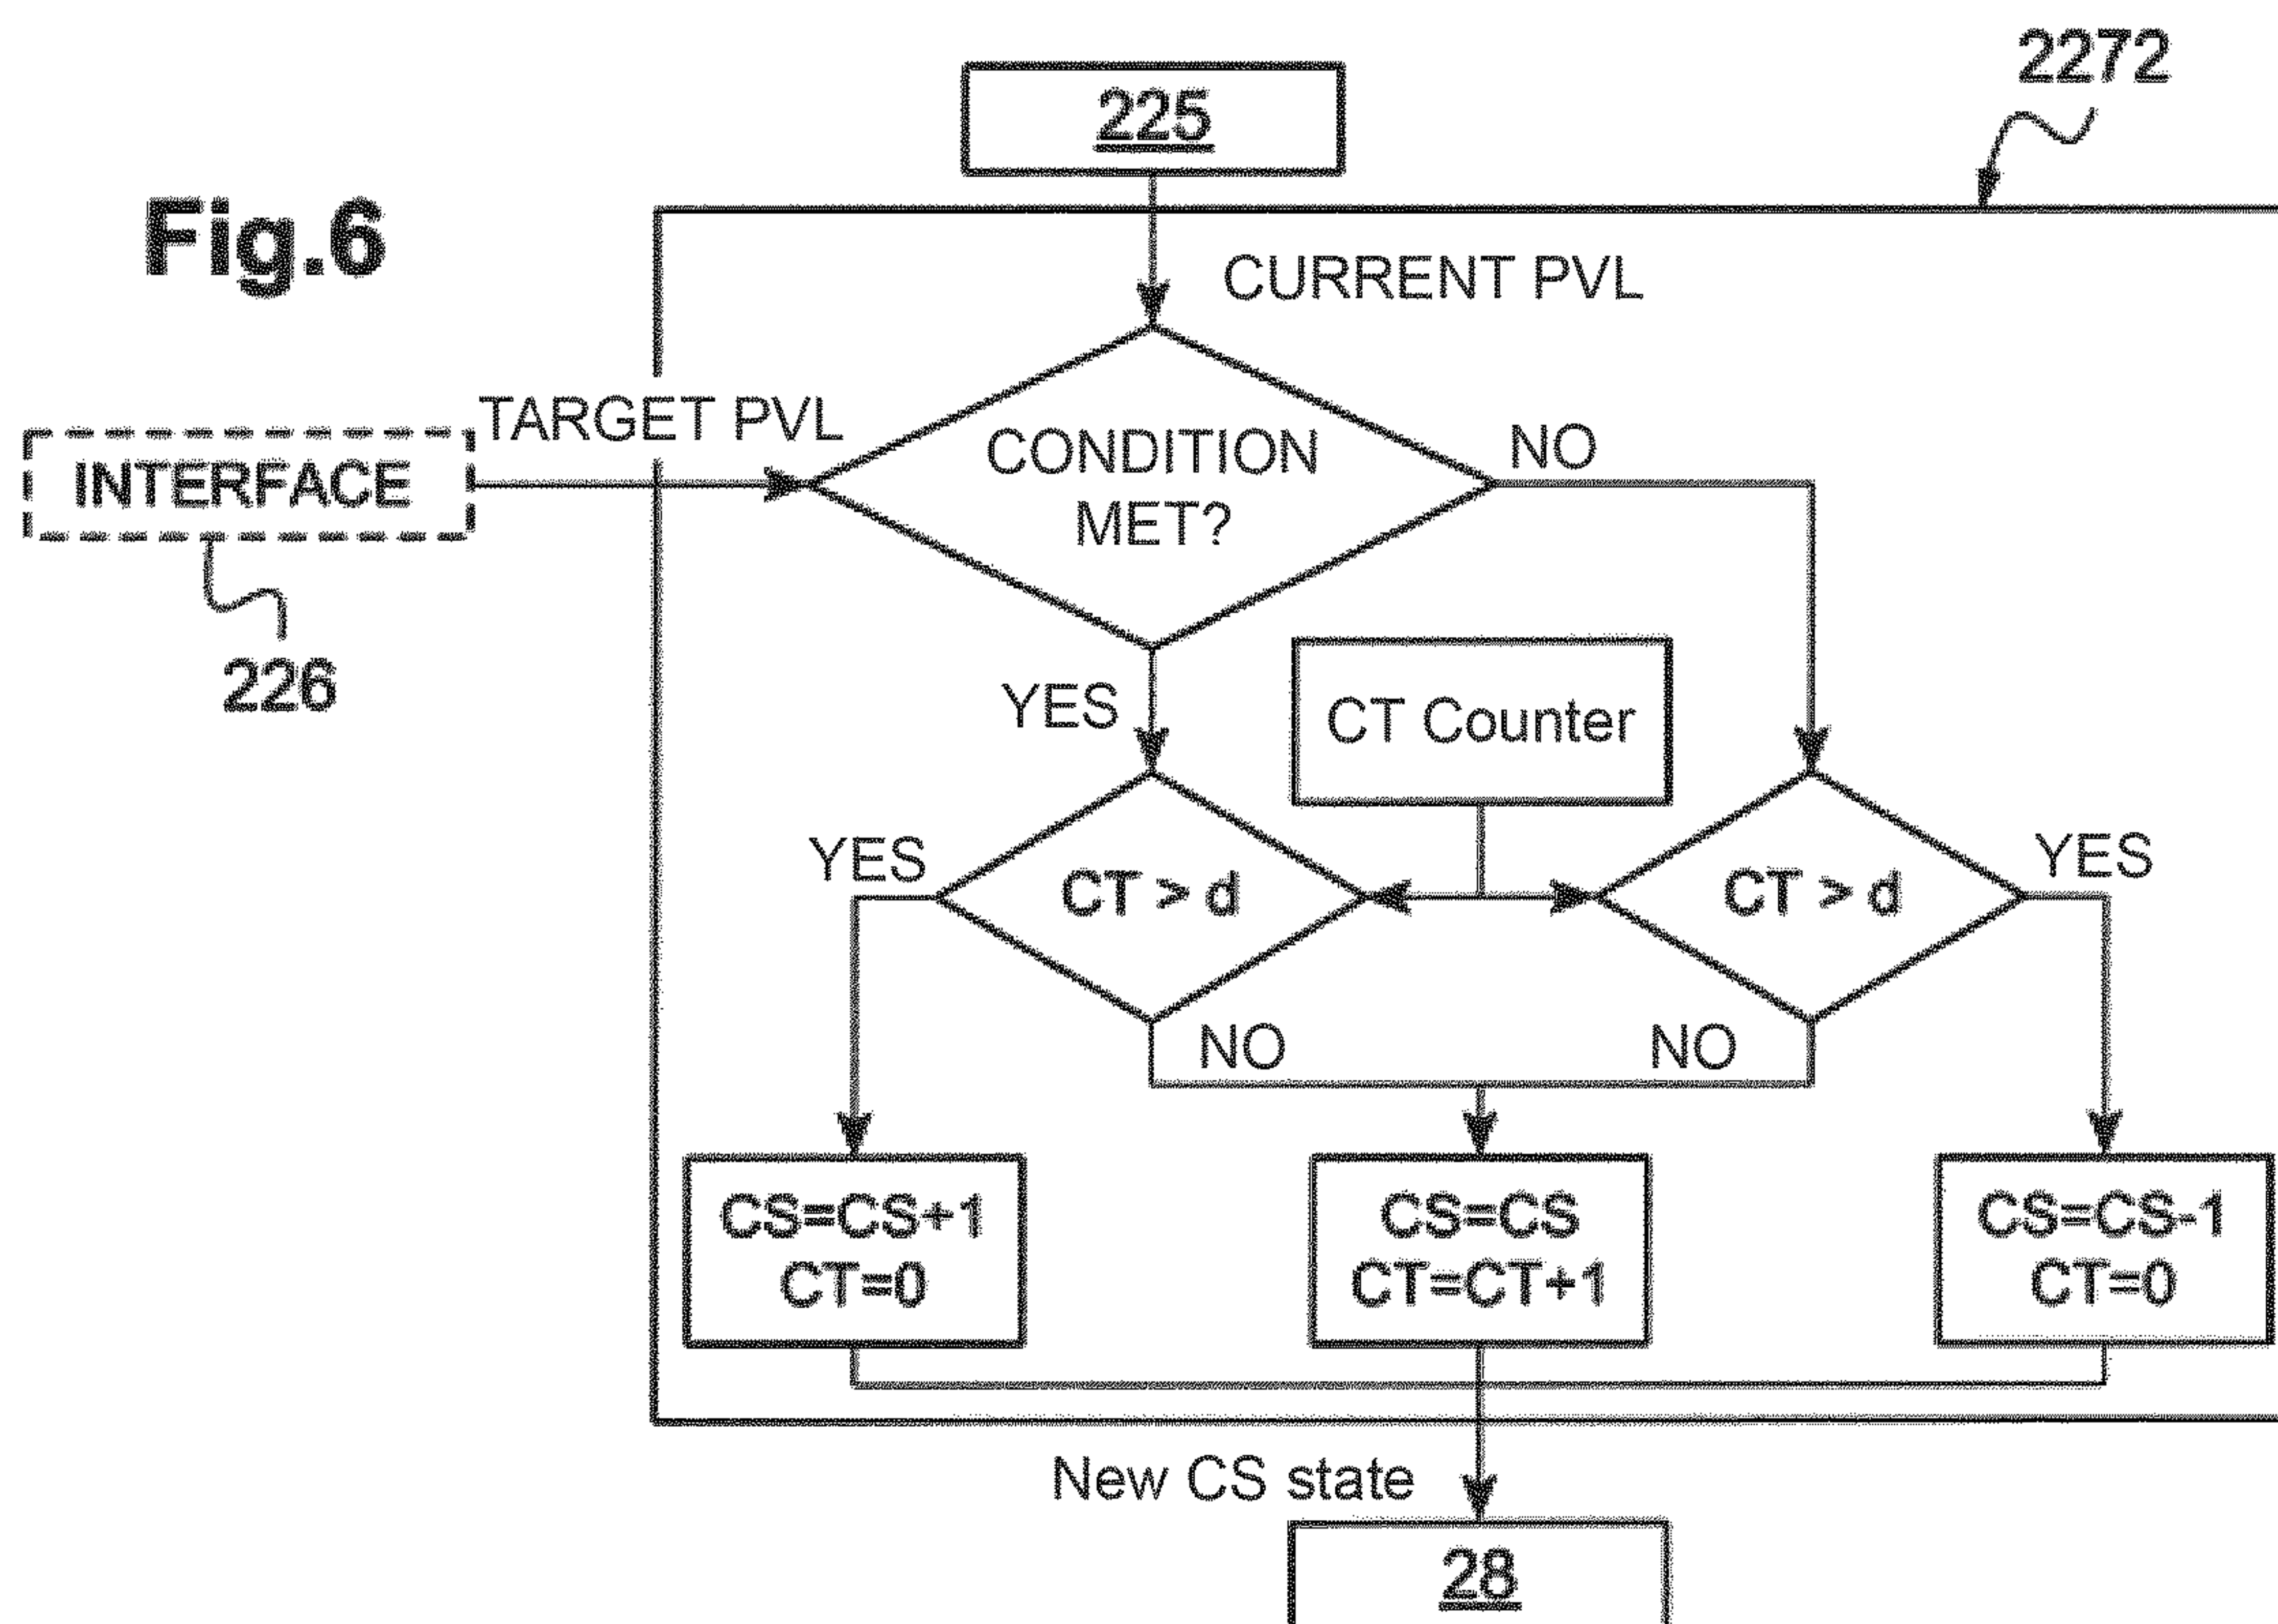 2272
225
Fig.6
CURRENT PVL
TARGET PVL
INTERFACE
CONDITION
MET?
NO
226
YES
CT Counter
YES
CT > d
CT > d
YES
NO
NO
CS=CS+1
CT=0
CS=CS
CT=CT+1
CS=CS-1
CT=0
New CS state
28